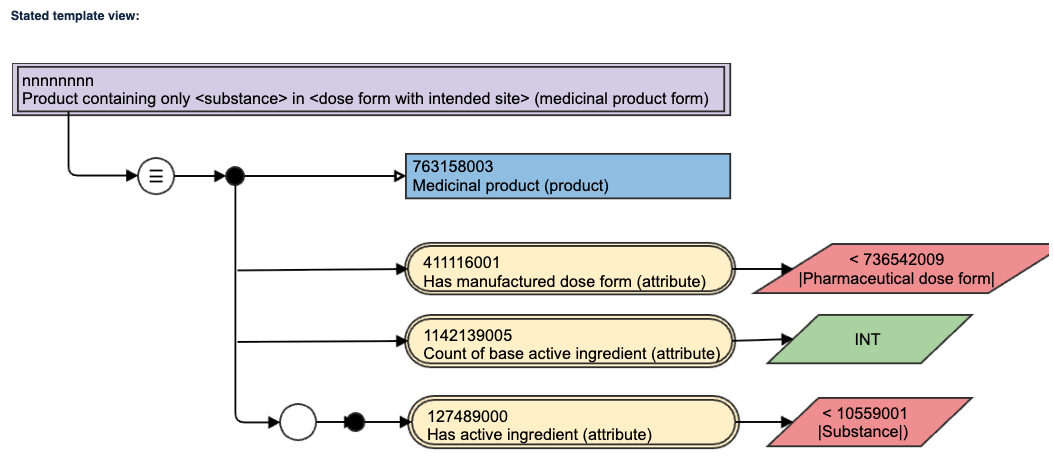 Stated template view:
nnnnnnnn
Product containing only <substance> in <dose form with intended site> (medicinal product form)
763158003
Medicinal product (product)
411116001
Has manufactured dose form (attribute)
< 736542009
|Pharmaceutical dose form|
1142139005
Count of base active ingredient (attribute)
INT
127489000
Has active ingredient (attribute)
< 10559001
|Substance|)